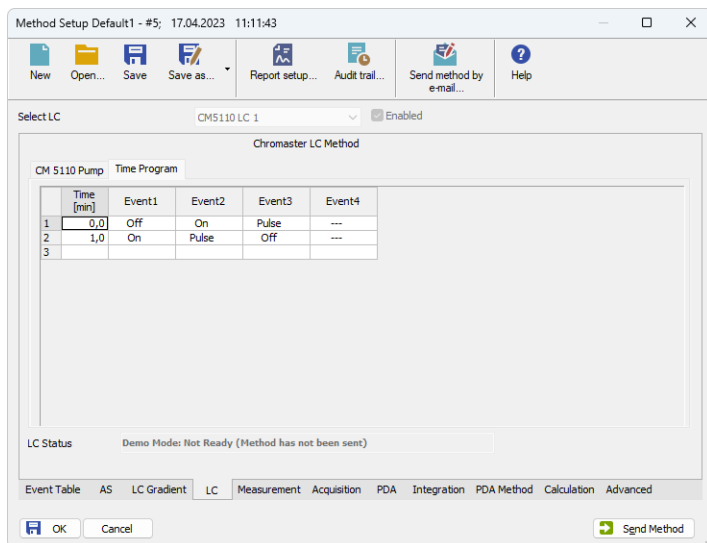 Method Setup Default1 - #5; 17.04.2023 11:11:43
New Open... Save Save as... Report setup... Audit trail... Send method by e-mail... Help
Select LC CM5110 LC 1 Enabled
Chromaster LC Method
CM 5110 Pump Time Program
Time [min] Event1 Event2 Event3 Event4
1 0,0 Off On Pulse ---
2 1,0 On Pulse Off ---
3
LC Status Demo Mode: Not Ready (Method has not been sent)
Event Table AS LC Gradient LC Measurement Acquisition PDA Integration PDA Method Calculation Advanced
OK Cancel Send Method